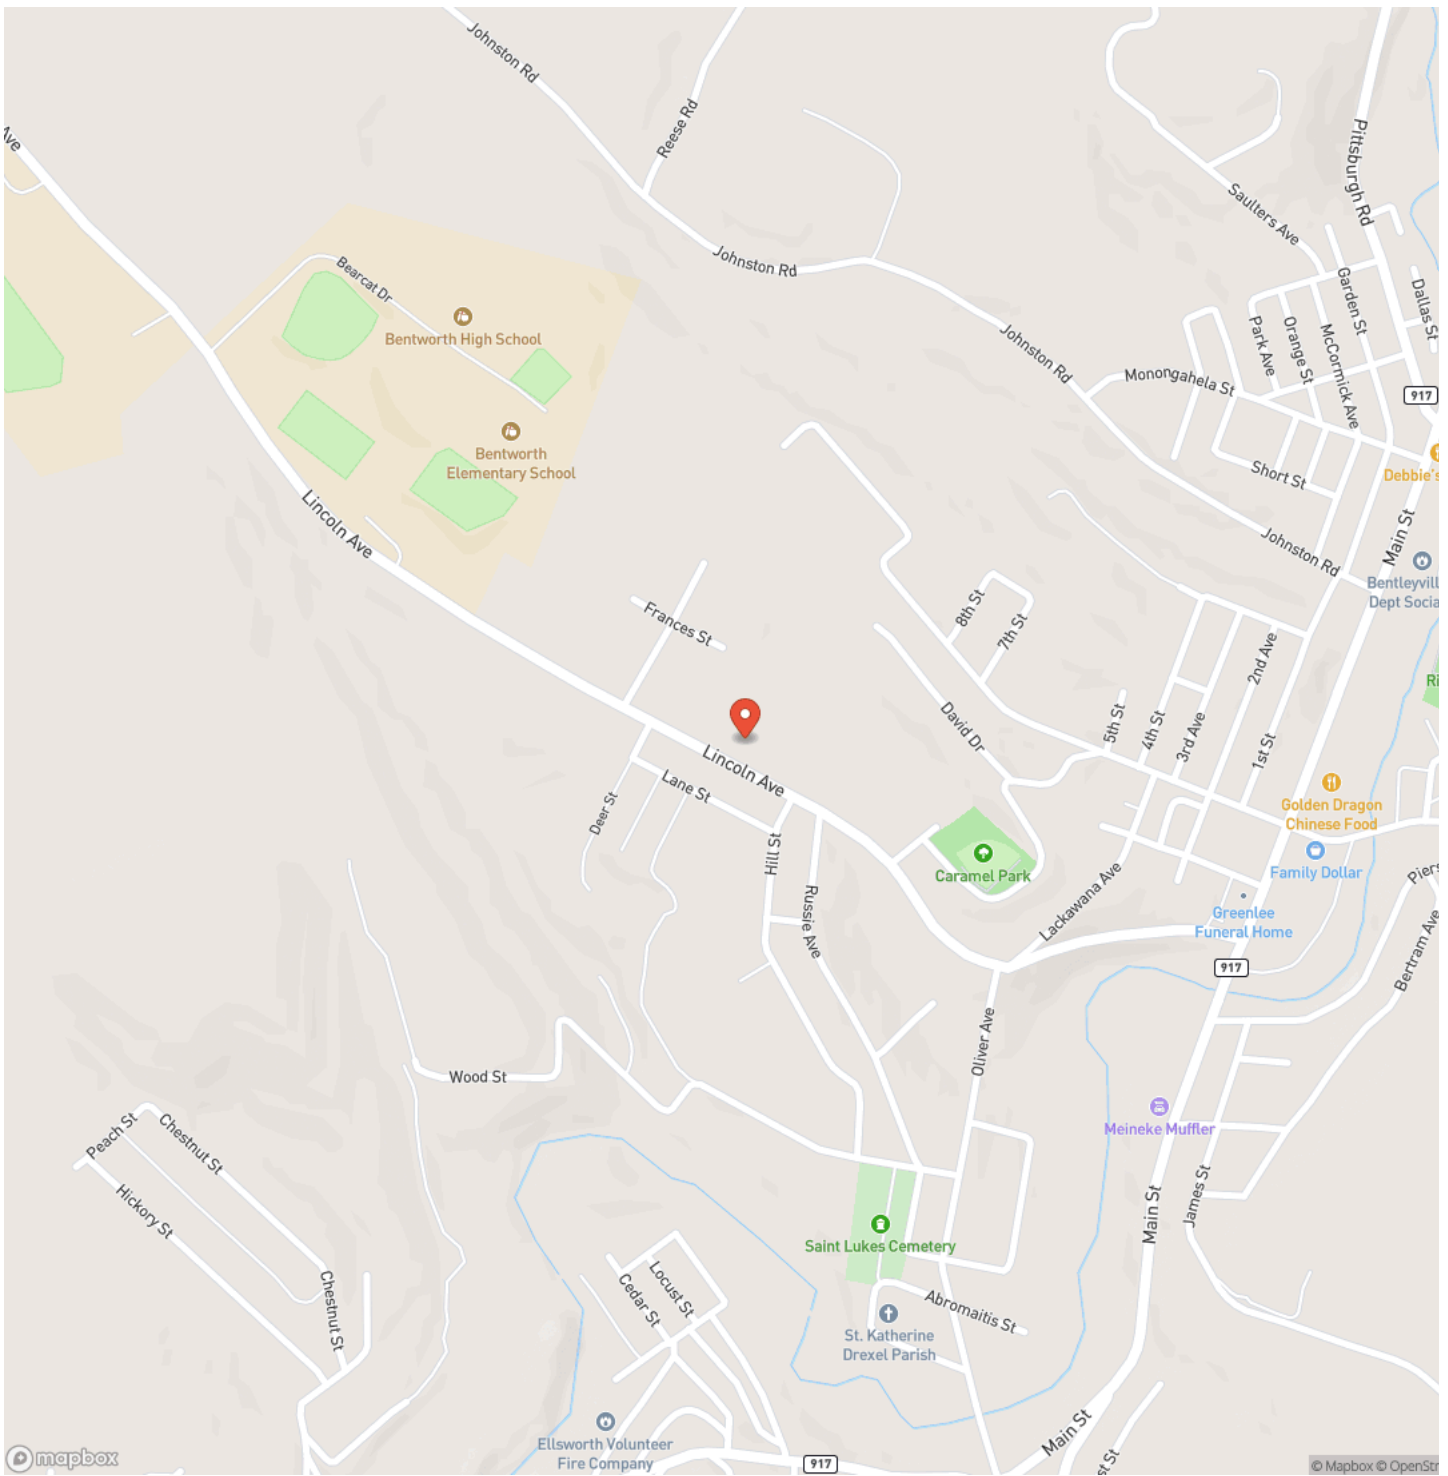 Johnston Rd
Reese Rd
Ave
Pittsburgh Rd
Saulters Ave
Johnston Rd
Bearcat Dr
Garden St
Dallas St
Bentworth High School
Park Ave
Orange St
McCormick Ave
Johnston Rd
Monongahela St
917
Bentworth
Elementary School
Short St
Debbie's
Lincoln Ave
Main St
Johnston Rd
Bentleyvill
Dept Socia
Frances St
8th St
7th St
2nd Ave
Ri
David Dr
5th St
4th St
3rd Ave
1st St
Lincoln Ave
Lane St
Deer St
Golden Dragon
Chinese Food
Hill St
Caramel Park
Family Dollar
Piers
Russie Ave
Lackawana Ave
Greenlee
Funeral Home
Bertram Ave
917
Oliver Ave
Wood St
Meineke Muffler
Peach St
Chestnut St
Hickory St
James St
Main St
Saint Lukes Cemetery
Locust St
Cedar St
Chestnut St
Abromaitis St
St. Katherine
Drexel Parish
Ellsworth Volunteer
Fire Company
Main St
917
st St
mapbox
© Mapbox © OpenStr